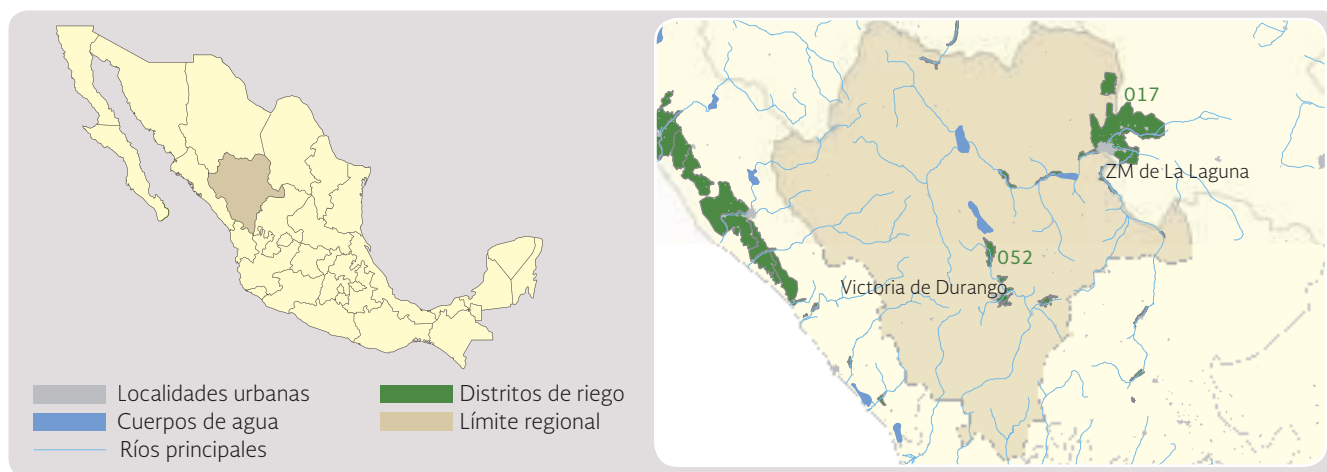 017
ZM de La Laguna
052
Victoria de Durango
Localidades urbanas
Cuerpos de agua
Ríos principales
Distritos de riego
Límite regional